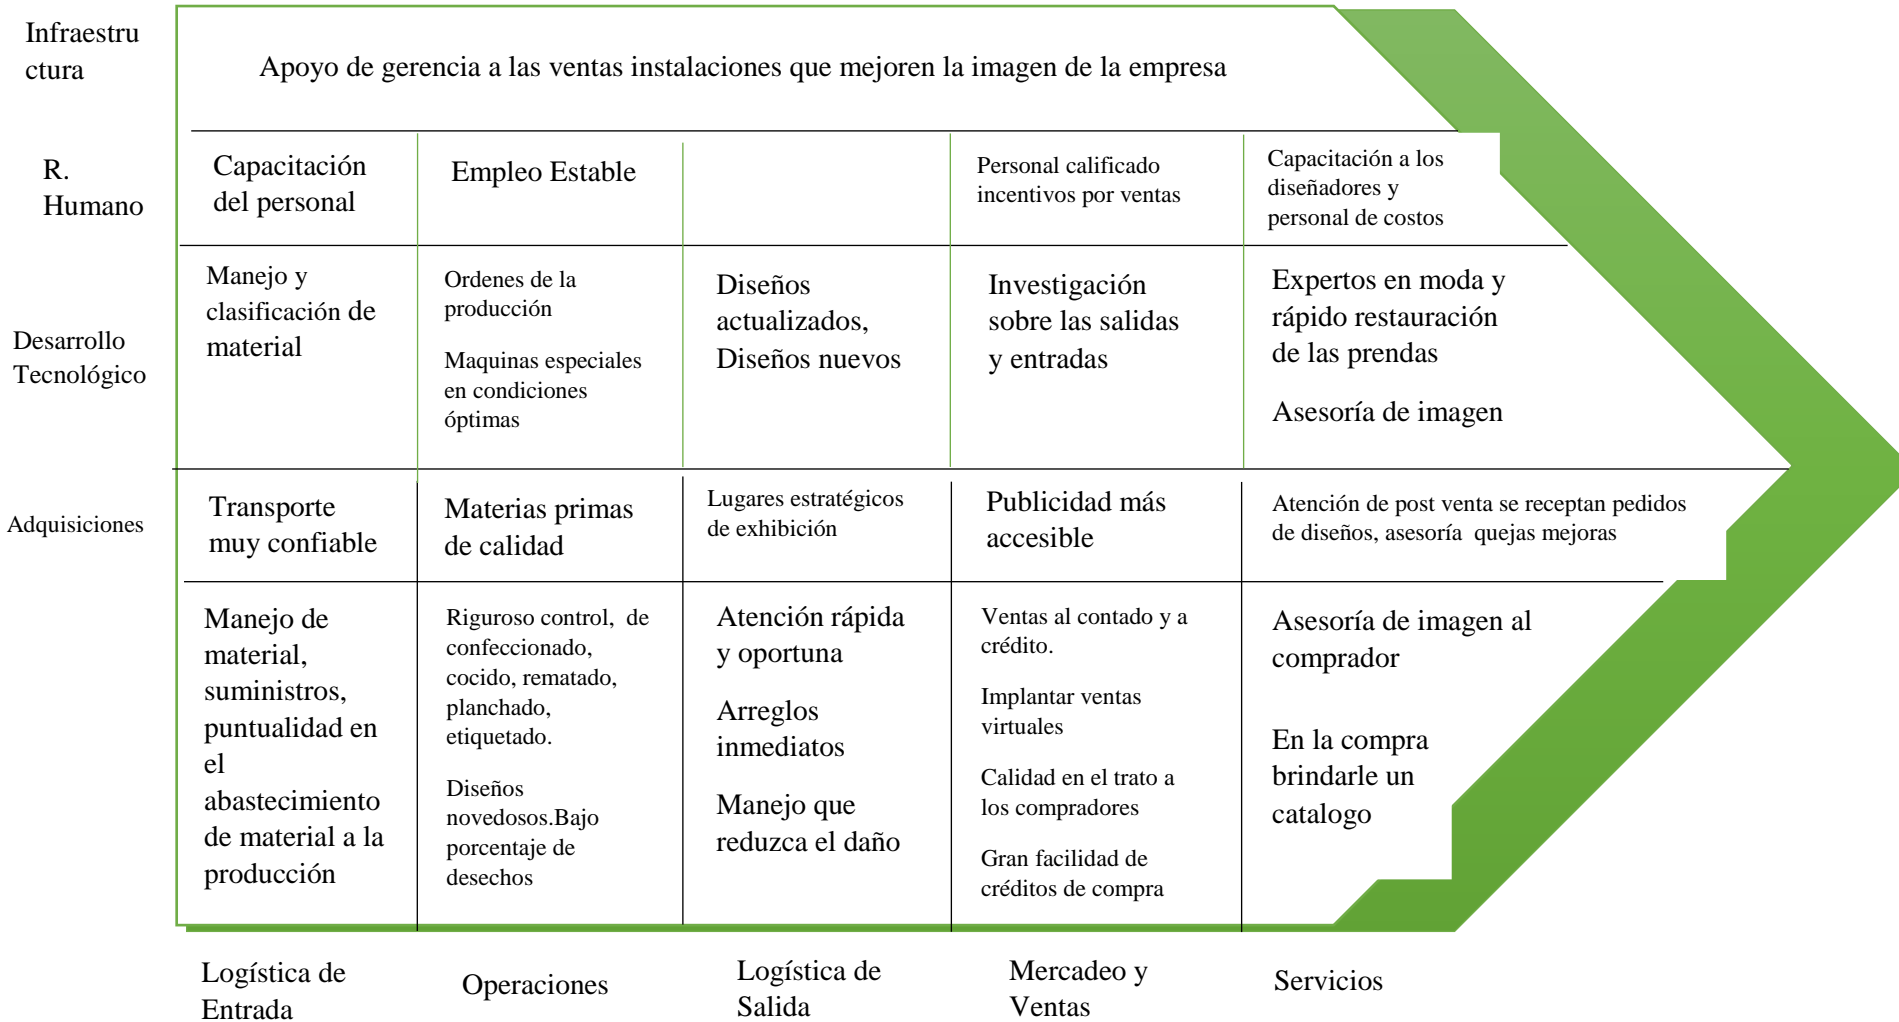 Infraestru
ctura
Apoyo de gerencia a las ventas instalaciones que mejoren la imagen de la empresa
R.
Humano
Capacitación
del personal
Empleo Estable
Personal calificado
incentivos por ventas
Capacitación a los
diseñadores y
personal de costos
Desarrollo
Tecnológico
Manejo y
clasificación de
material
Ordenes de la
producción
Maquinas especiales
en condiciones
óptimas
Diseños
actualizados,
Diseños nuevos
Investigación
sobre las salidas
y entradas
Expertos en moda y
rápido restauración
de las prendas
Asesoría de imagen
Adquisiciones
Transporte
muy confiable
Materias primas
de calidad
Lugares estratégicos
de exhibición
Publicidad más
accesible
Atención de post venta se receptan pedidos
de diseños, asesoría  quejas mejoras
Manejo de
material,
suministros,
puntualidad en
el
abastecimiento
de material a la
producción
Riguroso control,  de
confeccionado,
cocido, rematado,
planchado,
etiquetado.
Diseños
novedosos.Bajo
porcentaje de
desechos
Atención rápida
y oportuna
Arreglos
inmediatos
Manejo que
reduzca el daño
Ventas al contado y a
crédito.
Implantar ventas
virtuales
Calidad en el trato a
los compradores
Gran facilidad de
créditos de compra
Asesoría de imagen al
comprador
En la compra
brindarle un
catalogo
Logística de
Entrada
Operaciones
Logística de
Salida
Mercadeo y
Ventas
Servicios